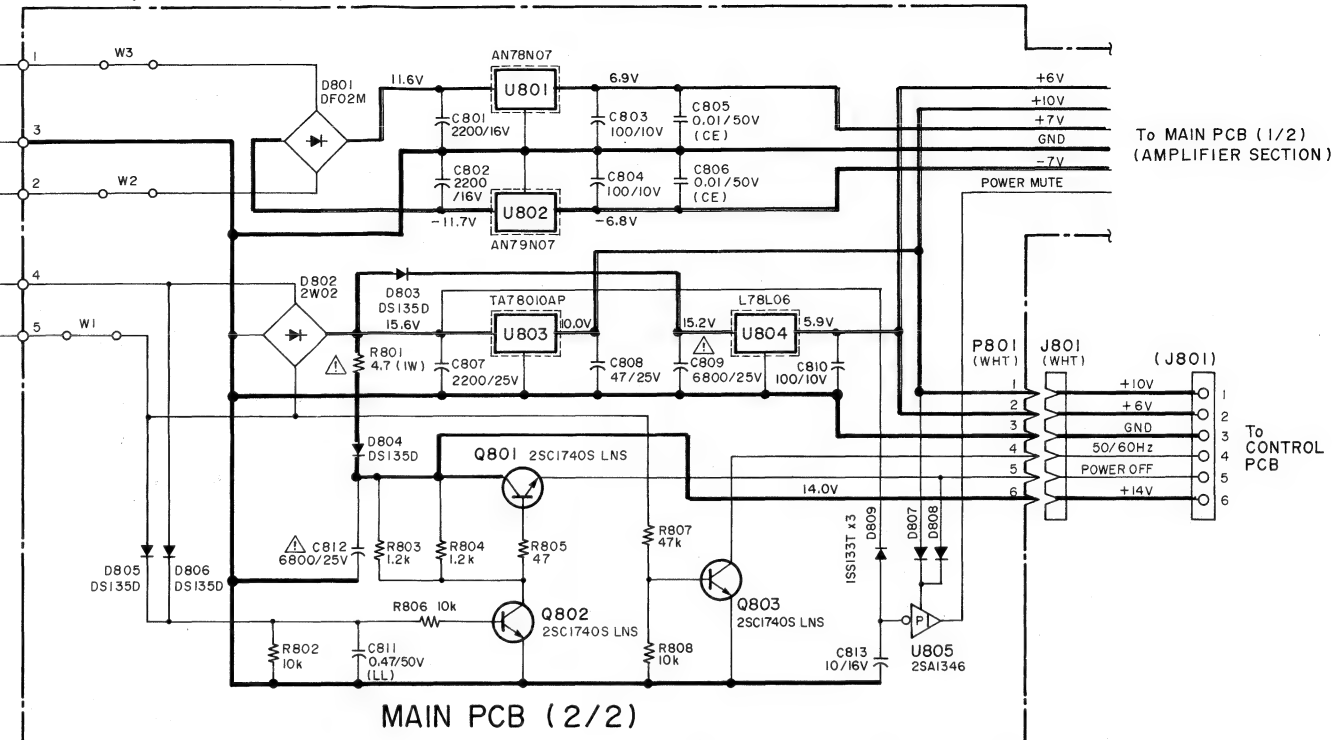 1
W3
D801
DF02M
11.6V
AN78N07
U801
6.9V
C801
2200/16V
C803
100/10V
C805
0.01/50V
(CE)
+6V
+10V
+7V
GND
-7V
POWER MUTE
To MAIN PCB (1/2)
(AMPLIFIER SECTION)
3
2
W2
C802
2200
/16V
C804
100/10V
C806
0.01/50V
(CE)
-11.7V
U802
-6.8V
AN79N07
4
D802
2W02
D803
DS135D
TA78010AP
L78L06
5
W1
15.6V
U803
10.0V
15.2V
U804
5.9V
R801
4.7 (1W)
C807
2200/25V
C808
47/25V
C809
6800/25V
C810
100/10V
P801
(WHT)
J801
(WHT)
(J801)
1
+10V
1
2
+6V
2
3
GND
3
4
50/60Hz
4
5
POWER OFF
5
6
+14V
6
To
CONTROL
PCB
D804
DS135D
Q801
2SC1740S LNS
14.0V
C812
6800/25V
R803
1.2k
R804
1.2k
R805
47
R807
47k
1SS133T x3
D809
D807
D808
D805
DS135D
D806
DS135D
R806 10k
Q802
2SC1740S LNS
Q803
2SC1740S LNS
P1
U805
2SA1346
R802
10k
C811
0.47/50V
(LL)
R808
10k
C813
10/16V
MAIN PCB (2/2)